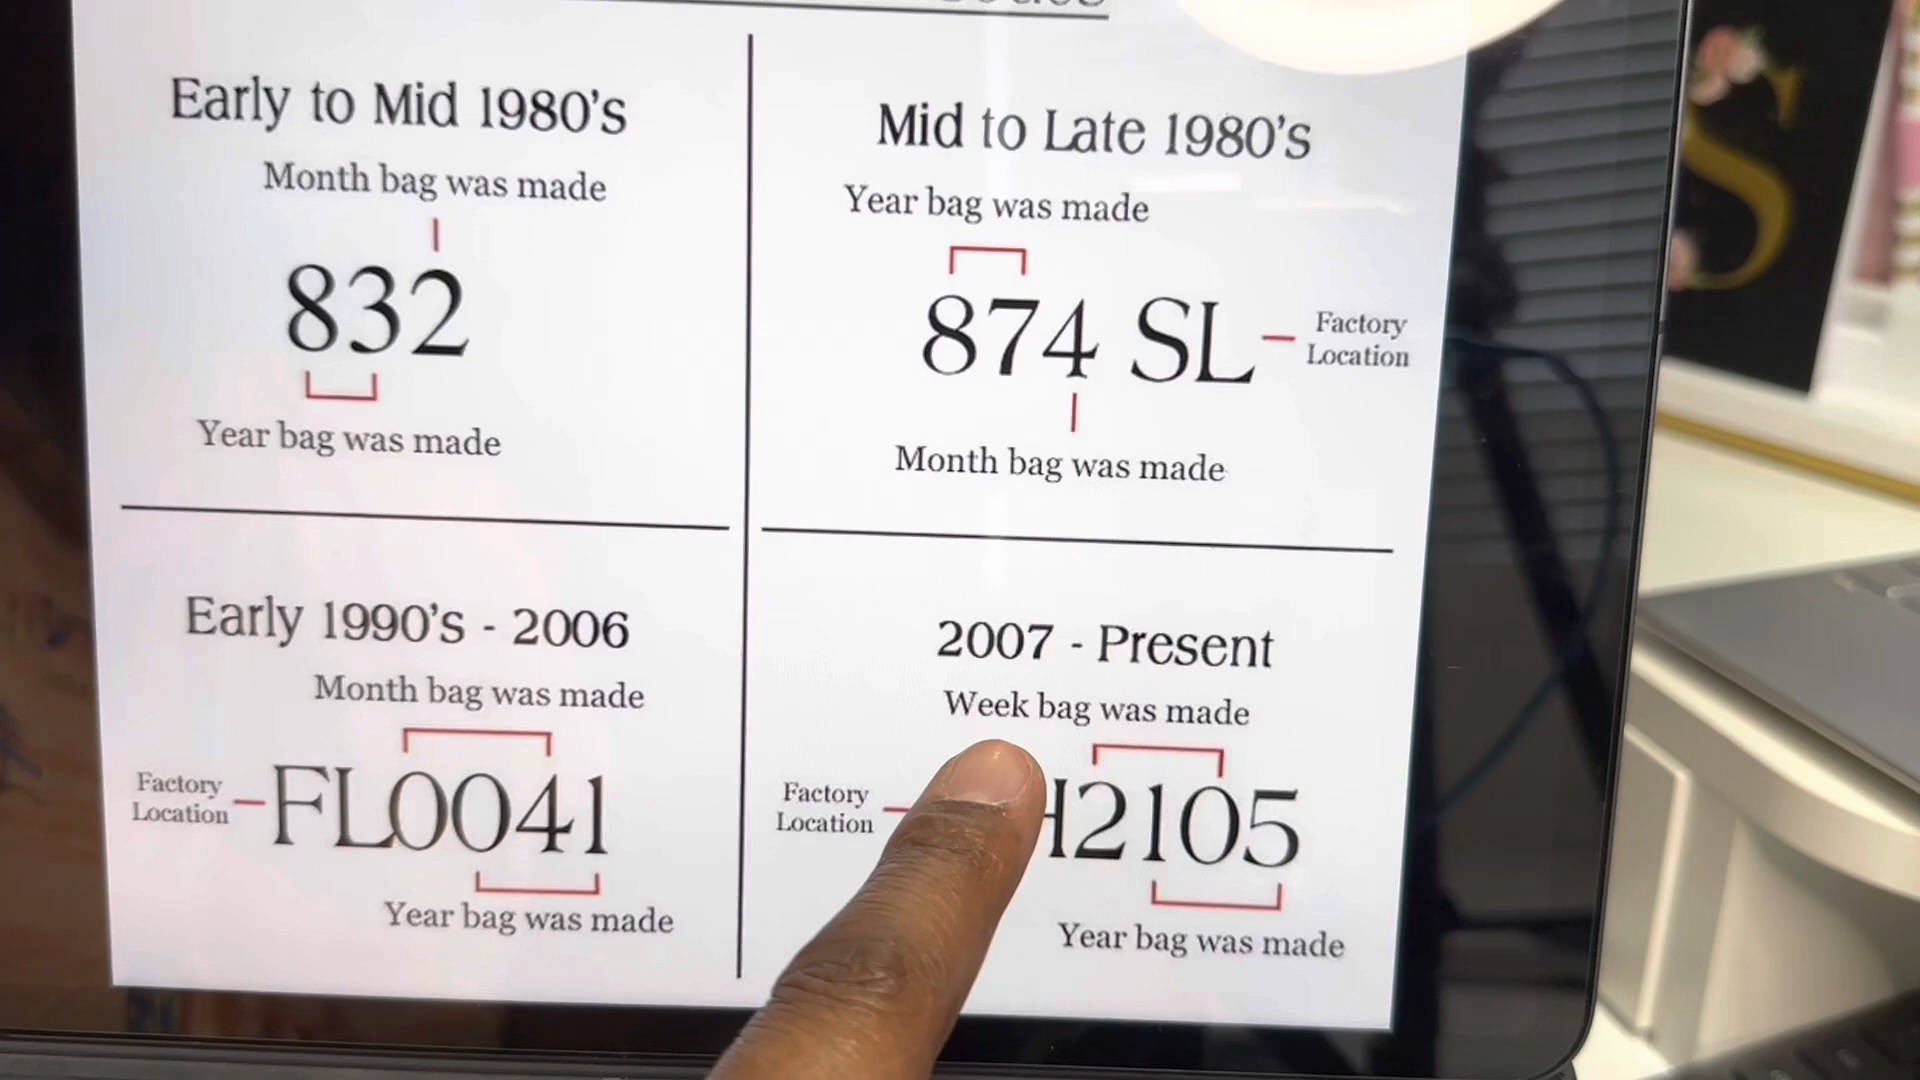 Early to Mid 1980's
Month bag was made
832
Year bag was made
Mid to Late 1980's
Year bag was made
874 SL
Factory
Location
Month bag was made
Early 1990's - 2006
Month bag was made
Factory
Location
FL0041
Year bag was made
2007 - Present
Week bag was made
Factory
Location
2105
Year bag was made
S